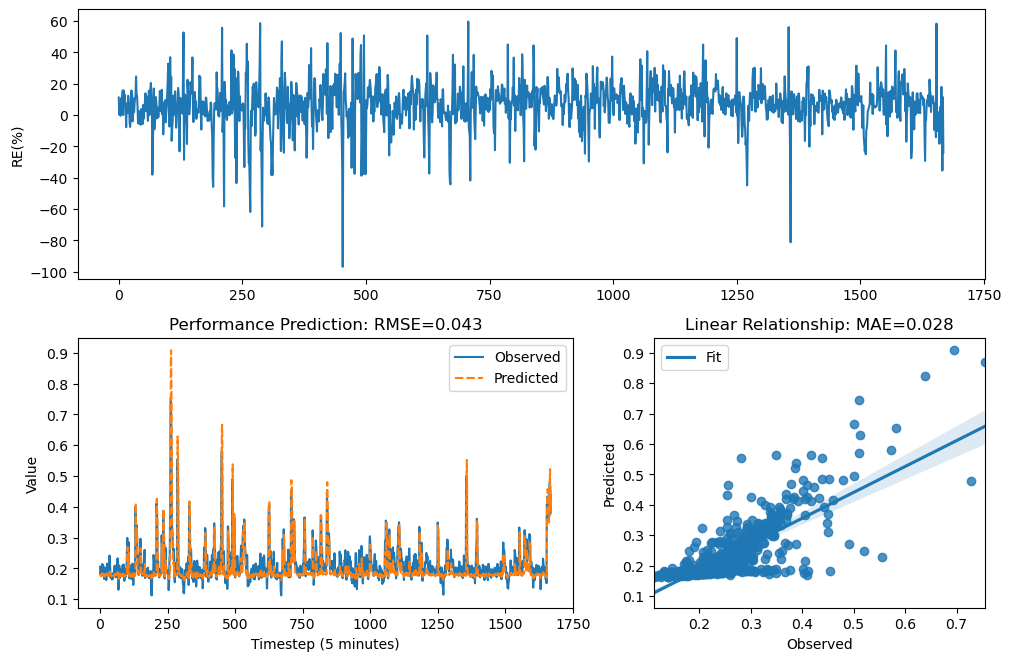 60
40
20
0
−20
−40
−60
−80
−100
RE(%)
0 250 500 750 1000 1250 1500 1750
Performance Prediction: RMSE=0.043
0.9
0.8
0.7
0.6
0.5
0.4
0.3
0.2
0.1
Value
Observed
Predicted
0 250 500 750 1000 1250 1500 1750
Timestep (5 minutes)
Linear Relationship: MAE=0.028
0.9
0.8
0.7
0.6
0.5
0.4
0.3
0.2
0.1
Predicted
Fit
0.2 0.3 0.4 0.5 0.6 0.7
Observed